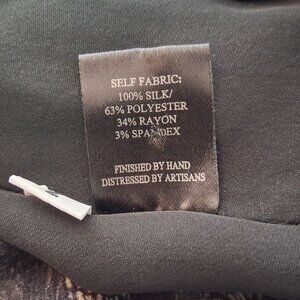 SELF FABRIC:
100% SILK/
63% POLYESTER
34% RAYON
3% SPANDEX
FINISHED BY HAND
DISTRESSED BY ARTISANS